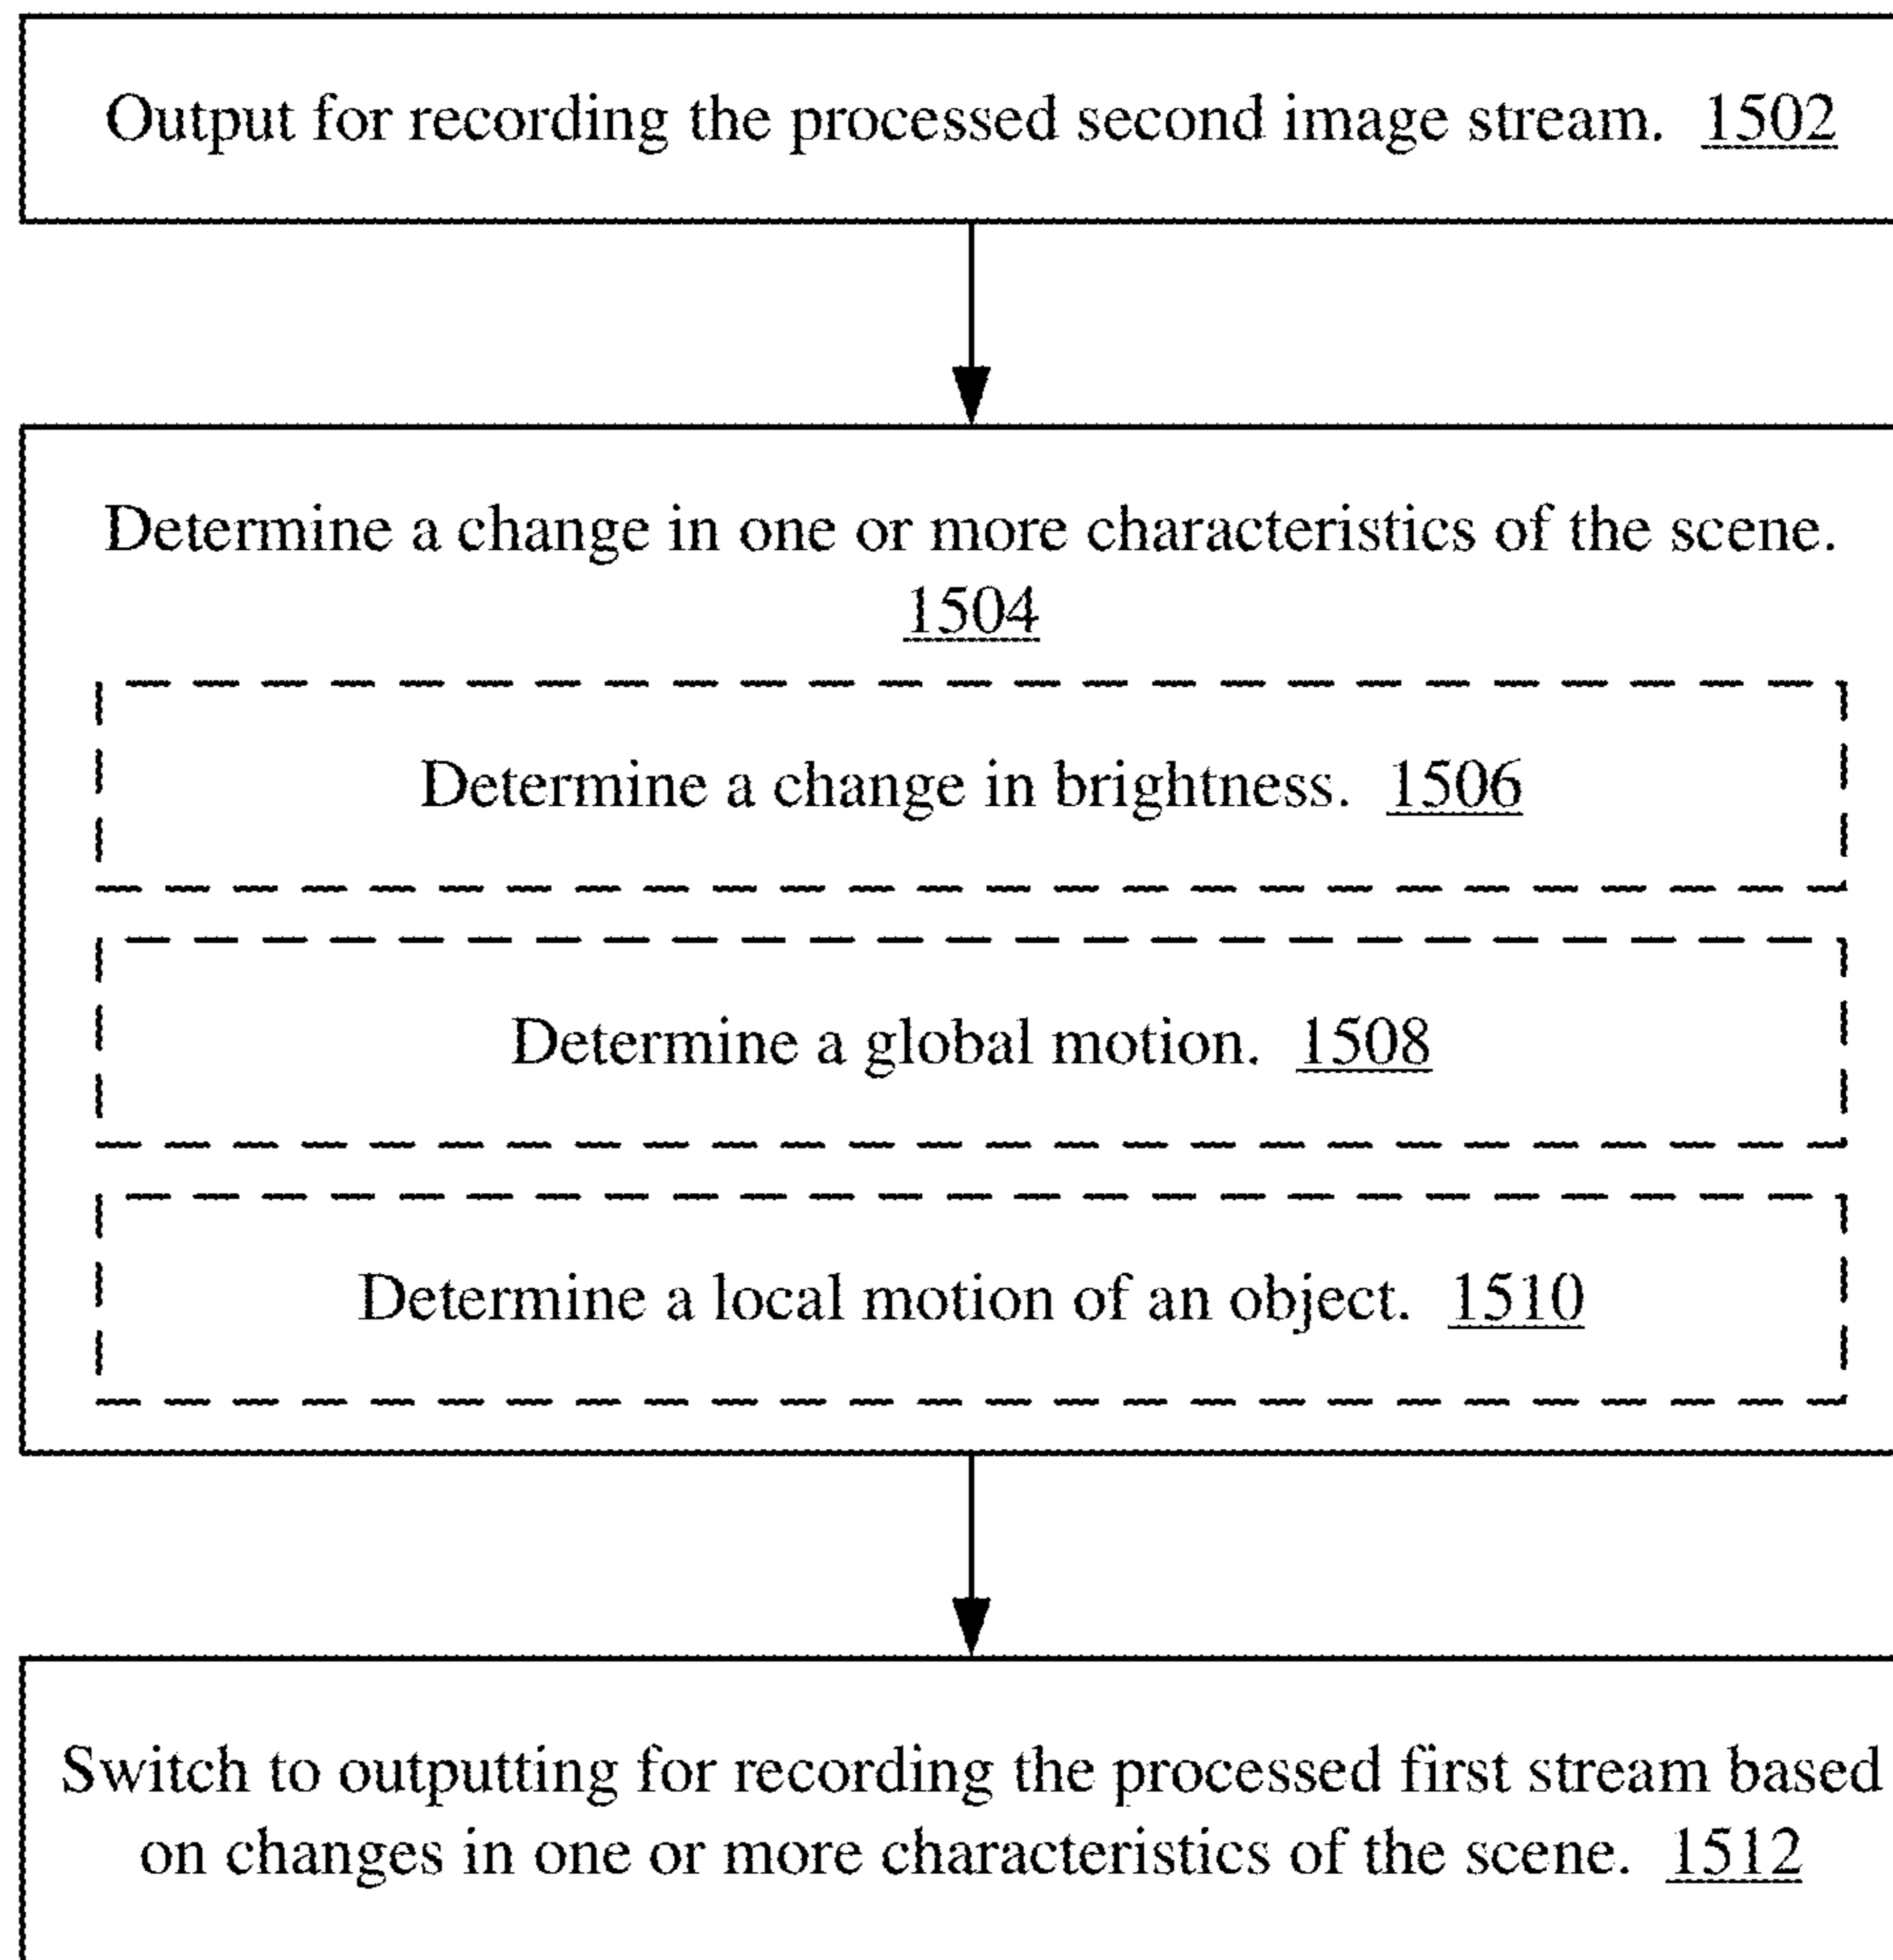 Output for recording the processed second image stream. 1502
Determine a change in one or more characteristics of the scene.
1504
Determine a change in brightness. 1506
Determine a global motion. 1508
Determine a local motion of an object. 1510
Switch to outputting for recording the processed first stream based
on changes in one or more characteristics of the scene. 1512